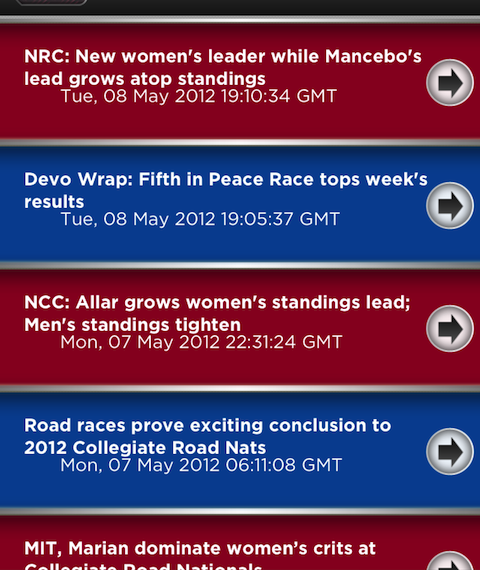 NRC: New women's leader while Mancebo's
lead grows atop standings
Tue, 08 May 2012 19:10:34 GMT
Devo Wrap: Fifth in Peace Race tops week's
results
Tue, 08 May 2012 19:05:37 GMT
NCC: Allar grows women's standings lead;
Men's standings tighten
Mon, 07 May 2012 22:31:24 GMT
Road races prove exciting conclusion to
2012 Collegiate Road Nats
Mon, 07 May 2012 06:11:08 GMT
MIT, Marian dominate women’s crits at
Collegiate Road Nationals